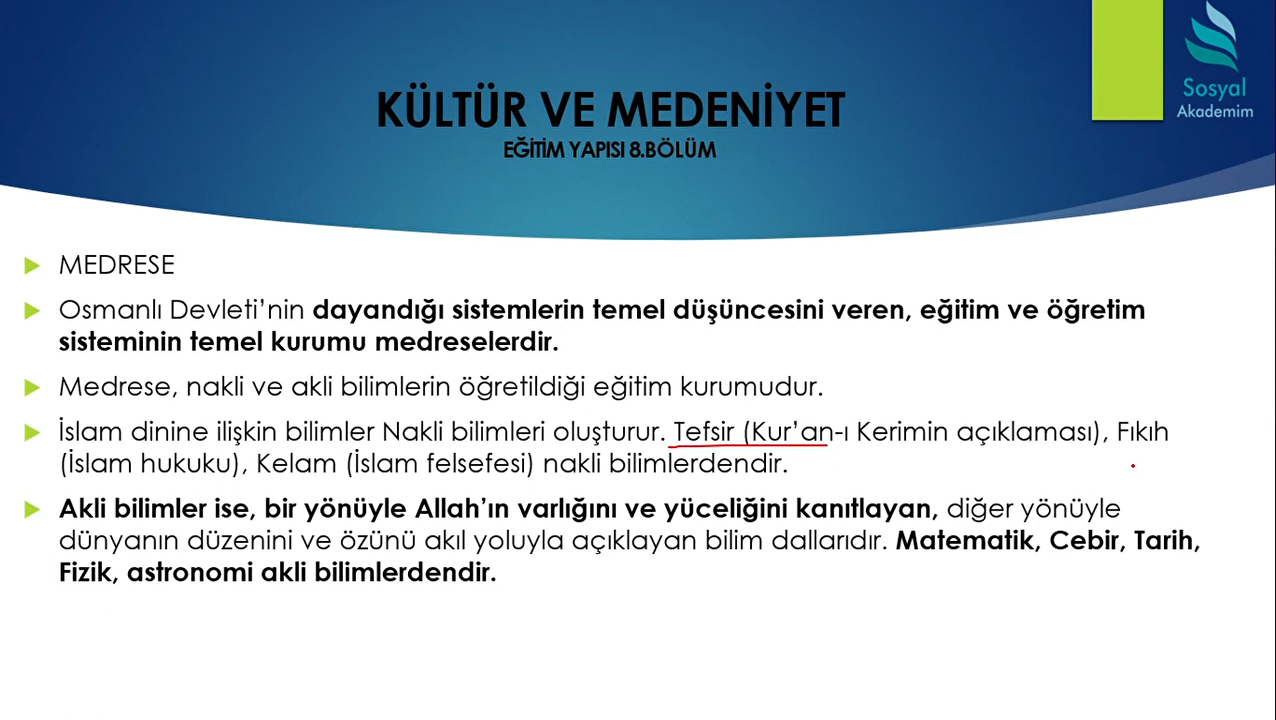 Sosyal
Akademim
KÜLTÜR VE MEDENİYET
EĞİTİM YAPISI 8.BÖLÜM
MEDRESE
Osmanlı Devleti’nin dayandığı sistemlerin temel düşüncesini veren, eğitim ve öğretim
sisteminin temel kurumu medreselerdir.
Medrese, nakli ve akli bilimlerin öğretildiği eğitim kurumudur.
İslam dinine ilişkin bilimler Nakli bilimleri oluşturur. Tefsir (Kur’an-ı Kerimin açıklaması), Fıkıh
(İslam hukuku), Kelam (İslam felsefesi) nakli bilimlerdendir.
Akli bilimler ise, bir yönüyle Allah’ın varlığını ve yüceliğini kanıtlayan, diğer yönüyle
dünyanın düzenini ve özünü akıl yoluyla açıklayan bilim dallarıdır. Matematik, Cebir, Tarih,
Fizik, astronomi akli bilimlerdendir.